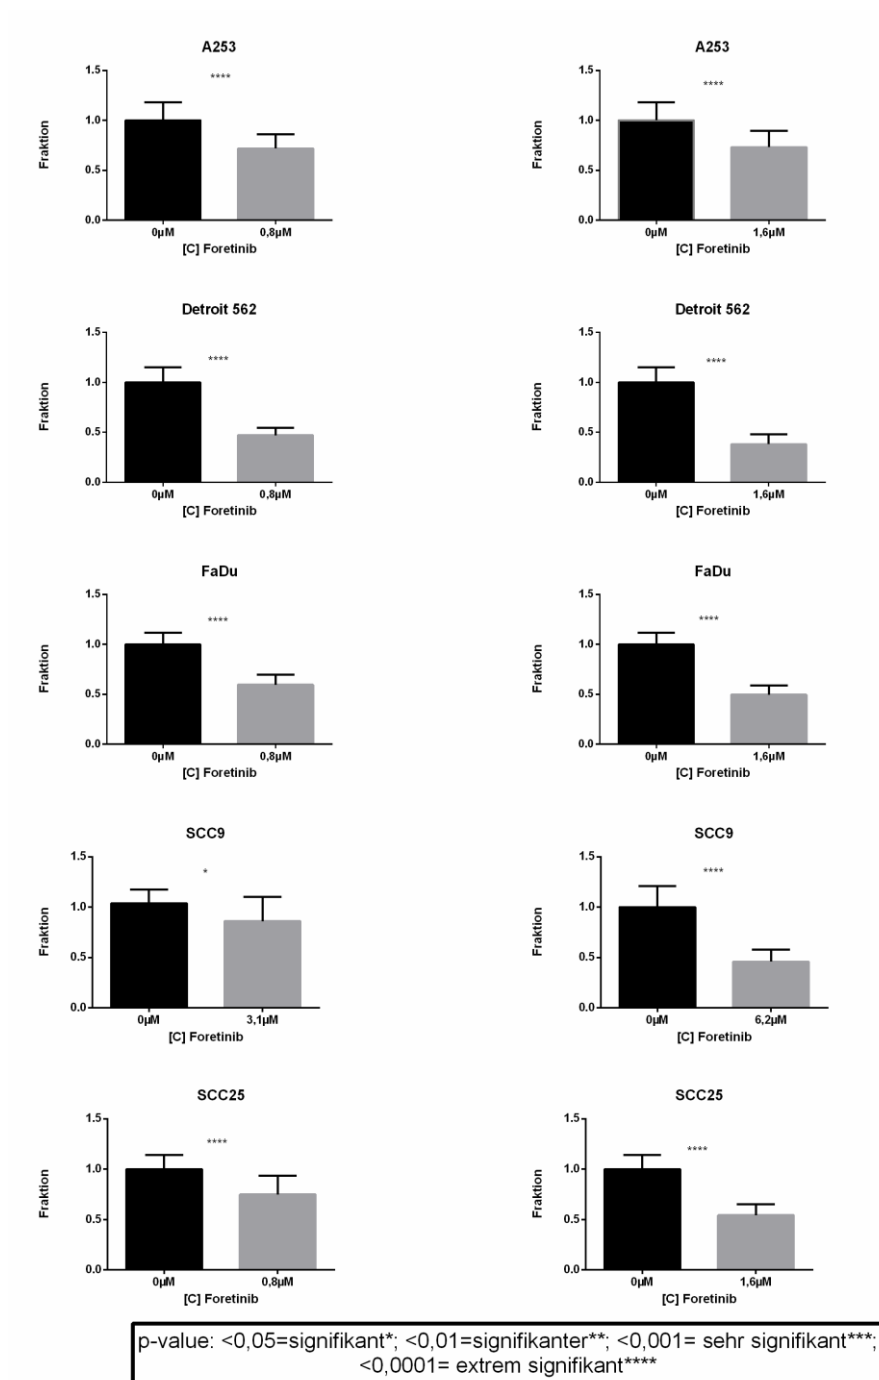 A253
****
1.5
1.0
0.5
0.0
Fraktion
0µM 0,8µM
[C] Foretinib
A253
****
1.5
1.0
0.5
0.0
Fraktion
0µM 1,6µM
[C] Foretinib
Detroit 562
****
1.5
1.0
0.5
0.0
Fraktion
0µM 0,8µM
[C] Foretinib
Detroit 562
****
1.5
1.0
0.5
0.0
Fraktion
0µM 1,6µM
[C] Foretinib
FaDu
****
1.5
1.0
0.5
0.0
Fraktion
0µM 0,8µM
[C] Foretinib
FaDu
****
1.5
1.0
0.5
0.0
Fraktion
0µM 1,6µM
[C] Foretinib
SCC9
*
1.5
1.0
0.5
0.0
Fraktion
0µM 3,1µM
[C] Foretinib
SCC9
****
1.5
1.0
0.5
0.0
Fraktion
0µM 6,2µM
[C] Foretinib
SCC25
****
1.5
1.0
0.5
0.0
Fraktion
0µM 0,8µM
[C] Foretinib
SCC25
****
1.5
1.0
0.5
0.0
Fraktion
0µM 1,6µM
[C] Foretinib
p-value: <0,05=signifikant*; <0,01=signifikanter**; <0,001= sehr signifikant***;
<0,0001= extrem signifikant****